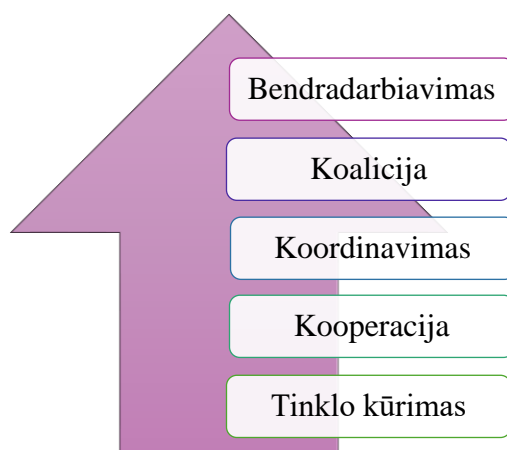 Bendradarbiavimas
Koalicija
Koordinavimas
Kooperacija
Tinklo kūrimas